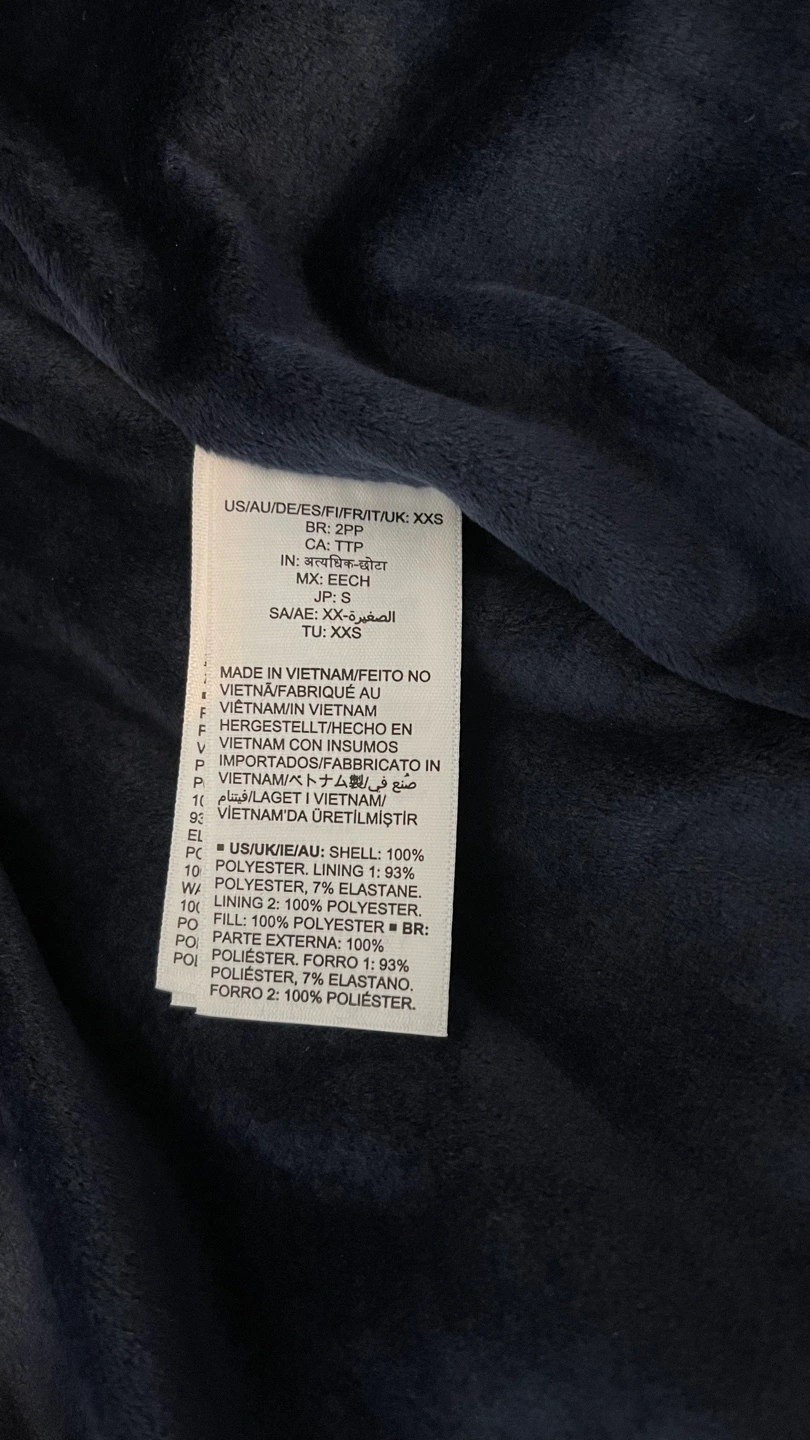 US/AU/DE/ES/FI/FR/IT/UK: XXS
BR: 2PP
CA: TTP
IN: अत्यधिक-छोटा
MX: EECH
JP: S
SA/AE: XX-الصغيرة
TU: XXS
MADE IN VIETNAM/FEITO NO
VIETNÃ/FABRIQUÉ AU
VIÊTNAM/IN VIETNAM
HERGESTELLT/HECHO EN
VIETNAM CON INSUMOS
IMPORTADOS/FABBRICATO IN
VIETNAM/ベトナム製/صُنع في
فيتنام/LAGET I VIETNAM/
VİETNAM'DA ÜRETİLMİŞTİR
▪ US/UK/IE/AU: SHELL: 100%
POLYESTER. LINING 1: 93%
POLYESTER, 7% ELASTANE.
LINING 2: 100% POLYESTER.
FILL: 100% POLYESTER ▪ BR:
PARTE EXTERNA: 100%
POLIÉSTER. FORRO 1: 93%
POLIÉSTER, 7% ELASTANO.
FORRO 2: 100% POLIÉSTER.